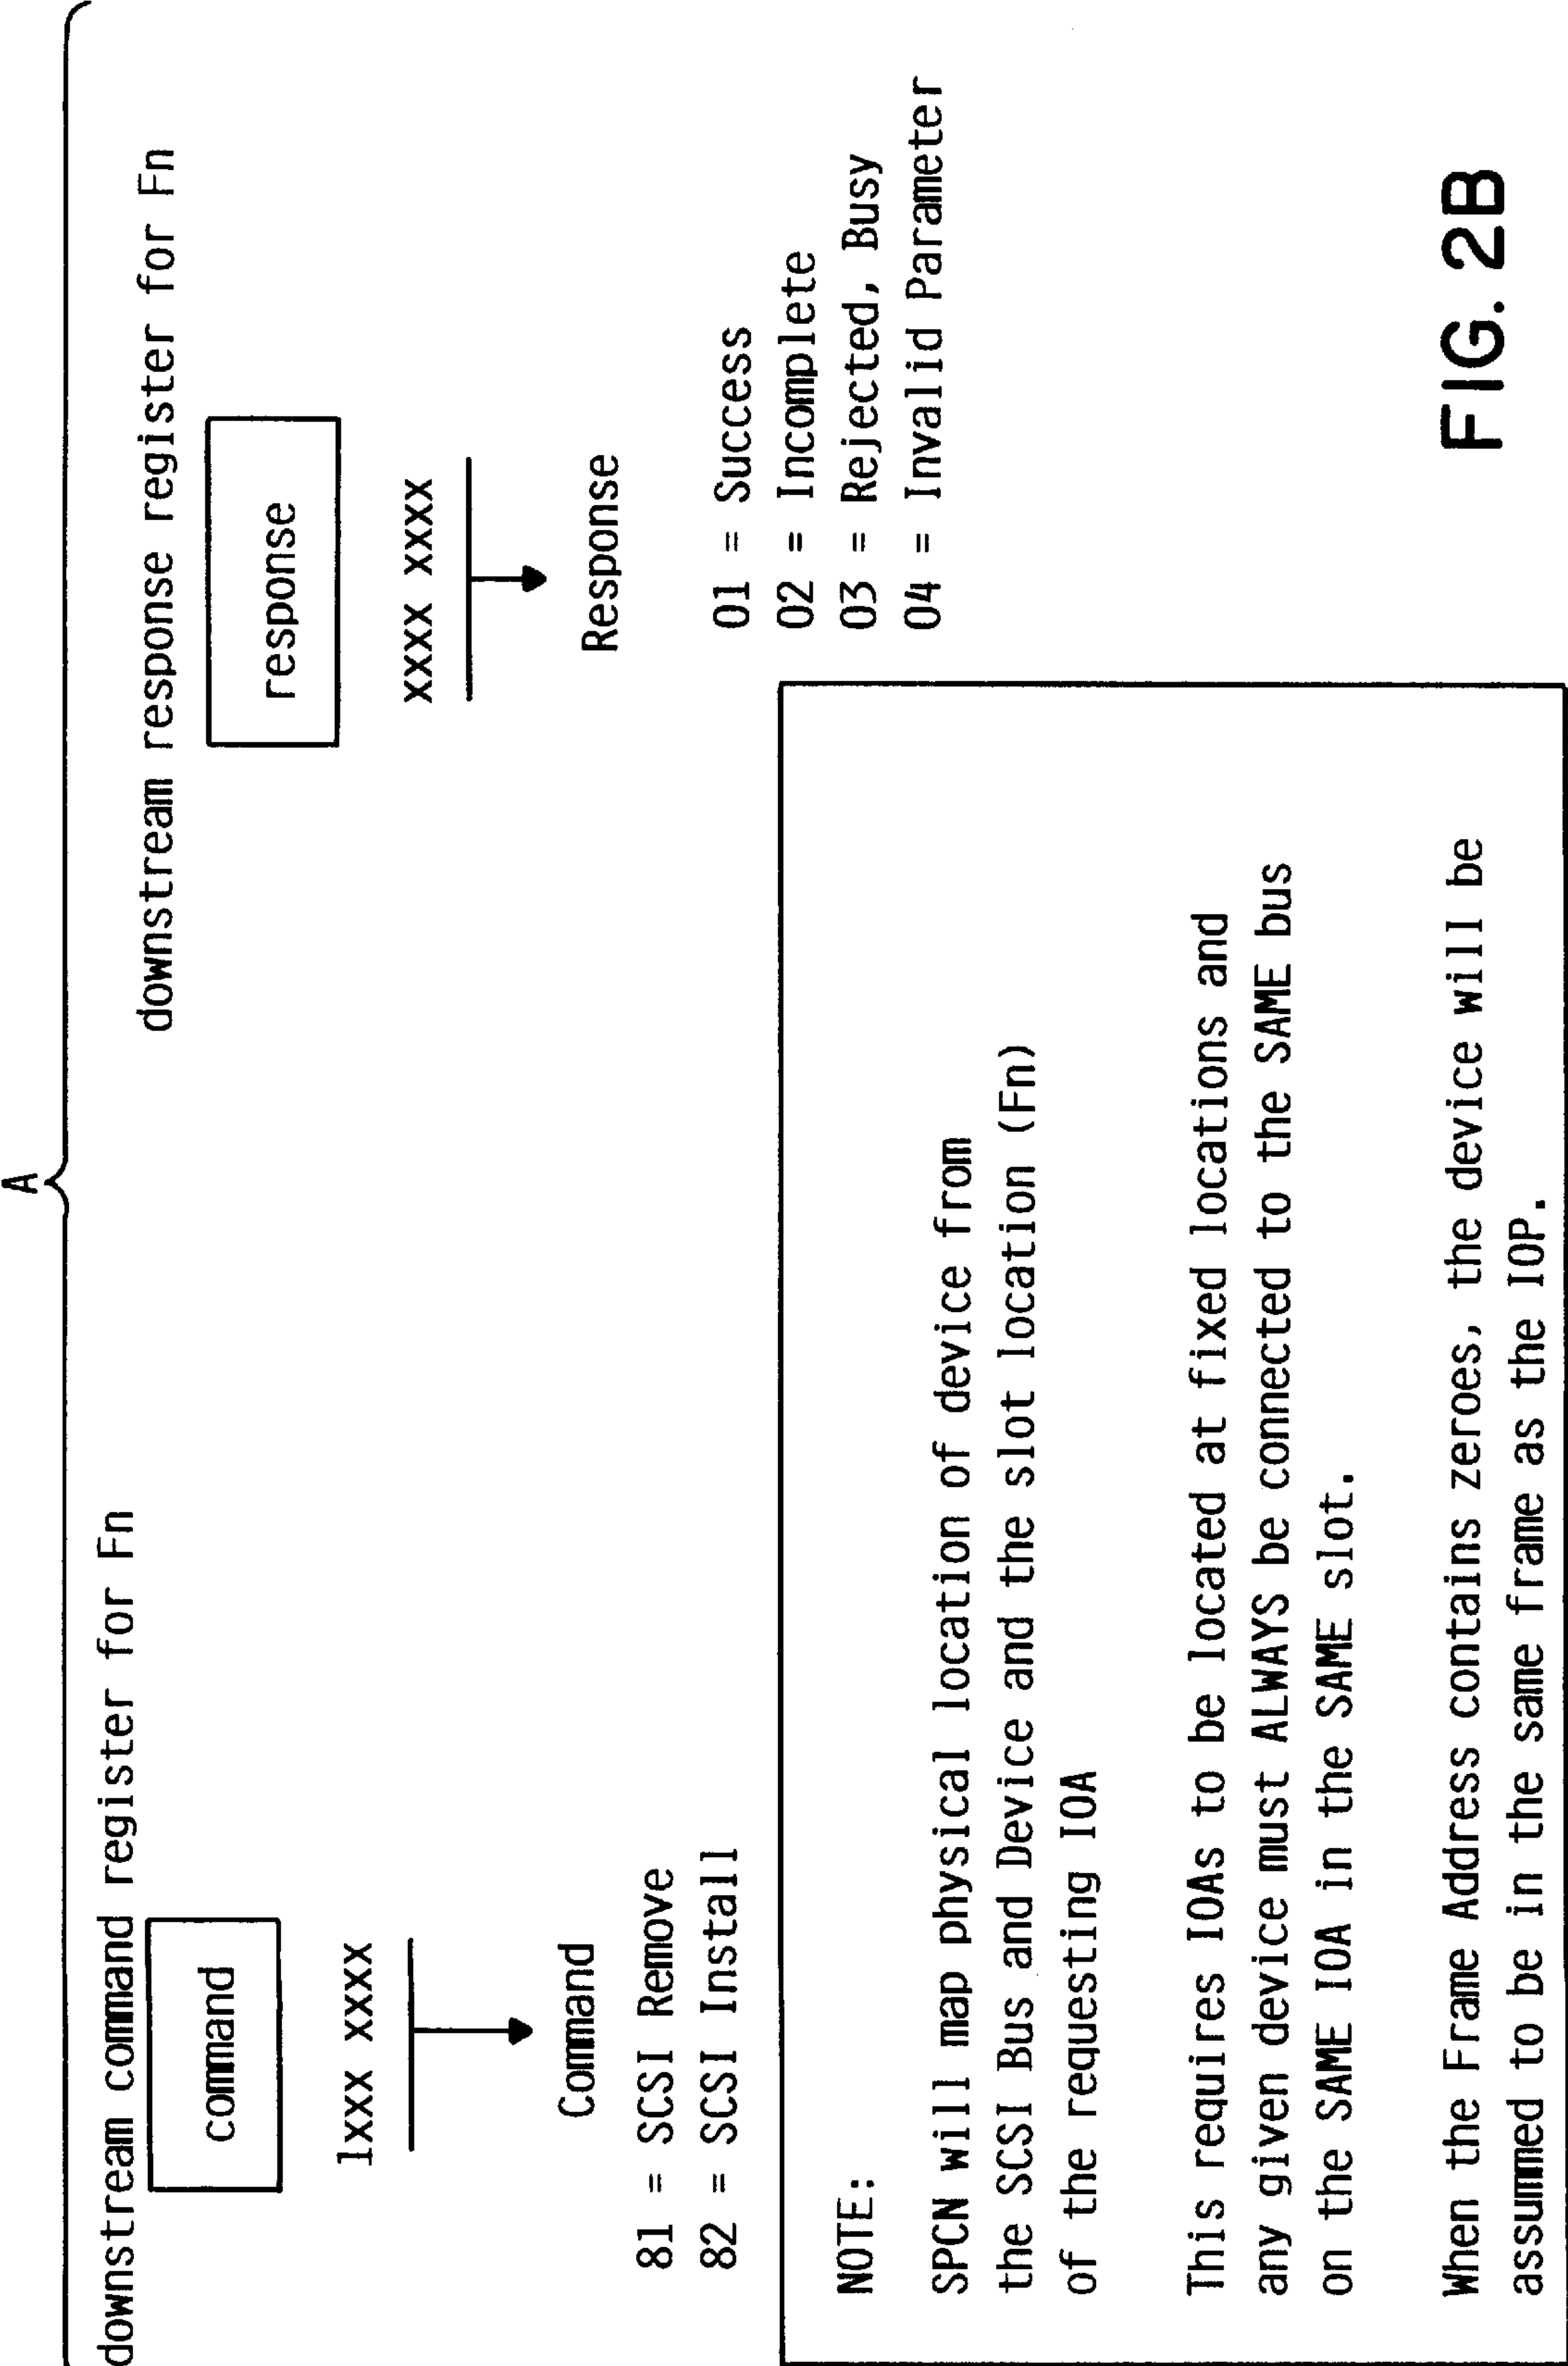 A
downstream command register for Fn
command
1xxx xxxx
Command
81 = SCSI Remove
82 = SCSI Install
downstream response register for Fn
response
xxxx xxxx
Response
01 = Success
02 = Incomplete
03 = Rejected, Busy
04 = Invalid Parameter
NOTE:
SPCN will map physical location of device from
the SCSI Bus and Device and the slot location (Fn)
of the requesting IOA
This requires IOAs to be located at fixed locations and
any given device must ALWAYS be connected to the SAME bus
on the SAME IOA in the SAME slot.
When the Frame Address contains zeroes, the device will be
assummed to be in the same frame as the IOP.
FIG. 2B